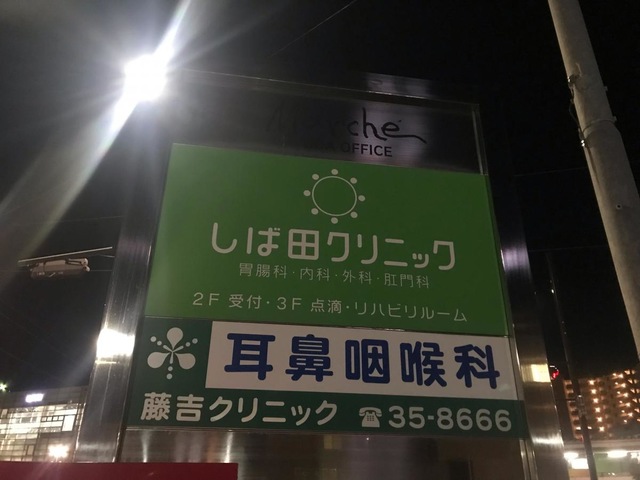 OFFICE
しば田クリニック
胃腸科・内科・外科・肛門科
2F 受付・3F 点滴・リハビリルーム
耳鼻咽喉科
藤吉クリニック ☎35-8666